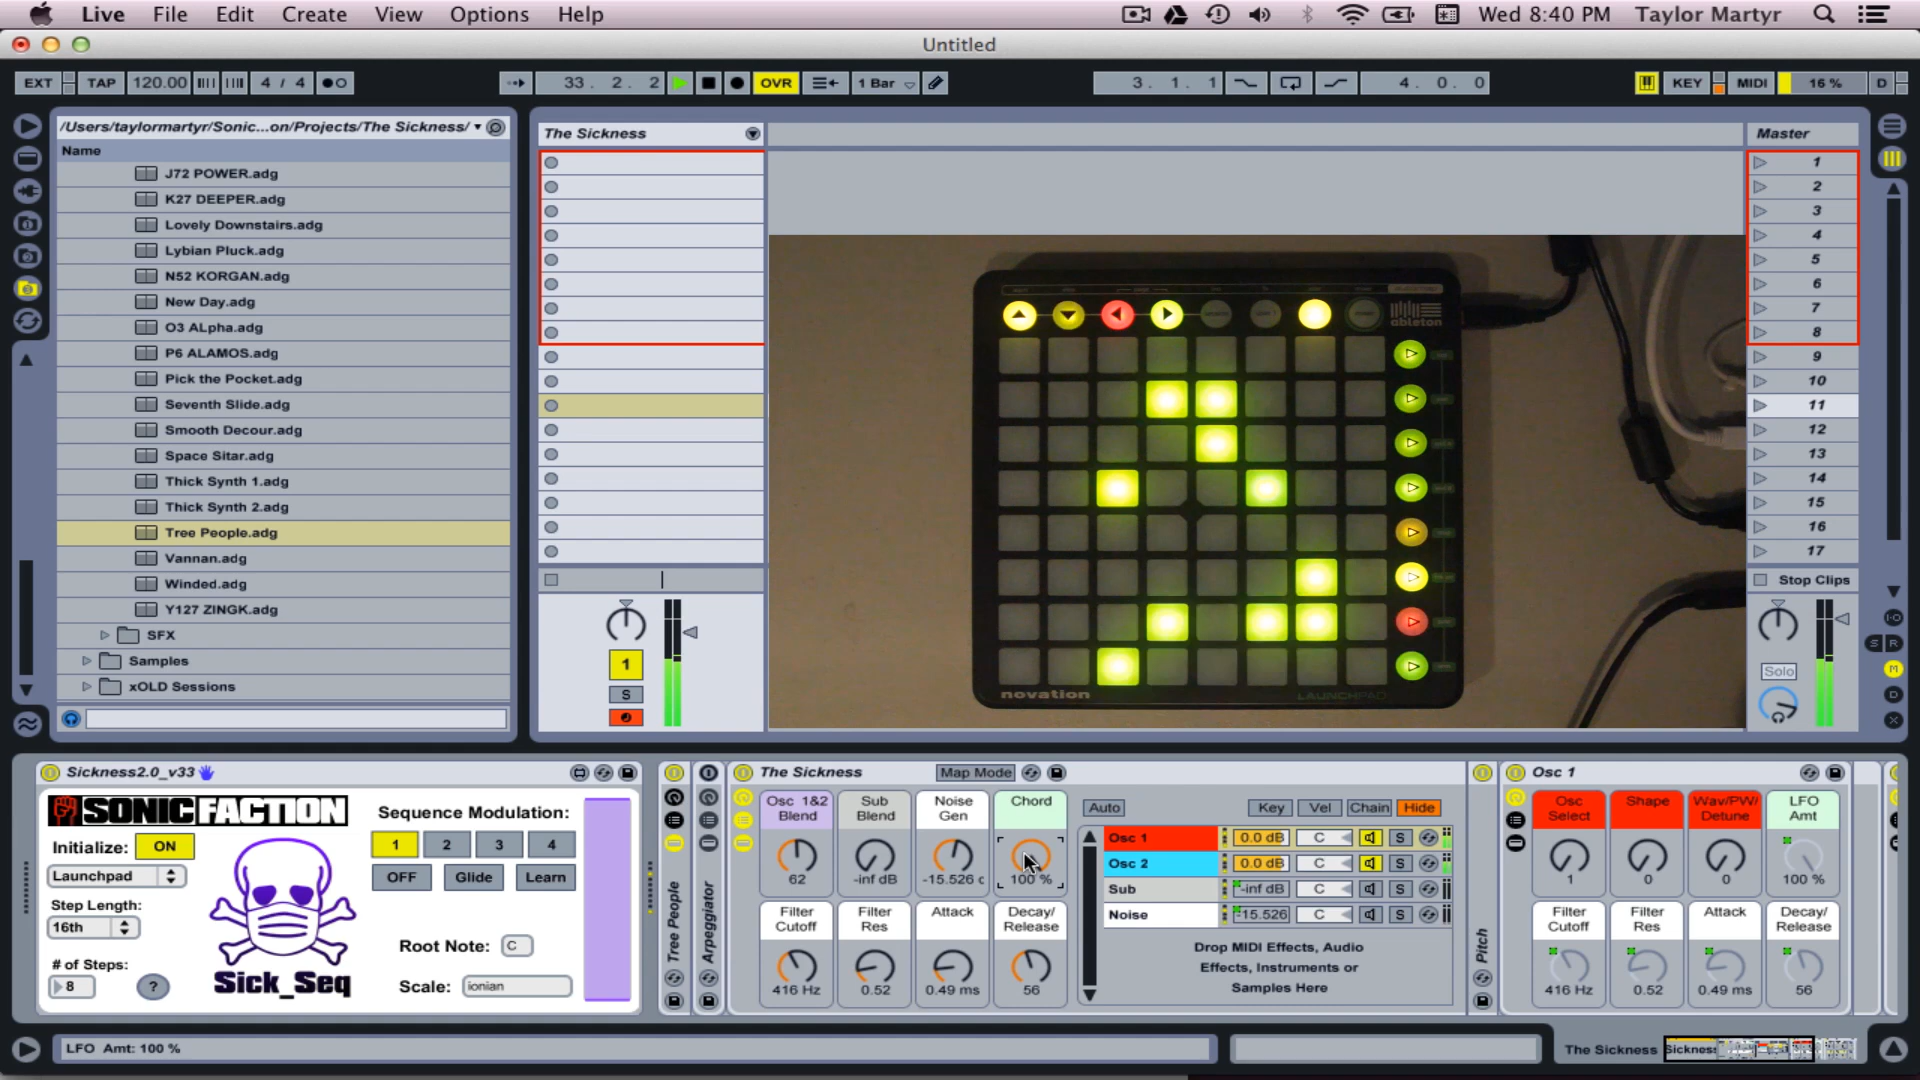 Live File Edit Create View Options Help Wed 8:40 PM Taylor Martyr
Untitled
EXT TAP 120.00 4 / 4 33 . 2 . 2 OVR 1 Bar 3 . 1 . 1 4 . 0 . 0 KEY MIDI 16 % D
/Users/taylormartyr/Sonic...on/Projects/The Sickness/
Name
J72 POWER.adg
K27 DEEPER.adg
Lovely Downstairs.adg
Lybian Pluck.adg
N52 KORGAN.adg
New Day.adg
O3 ALpha.adg
P6 ALAMOS.adg
Pick the Pocket.adg
Seventh Slide.adg
Smooth Decour.adg
Space Sitar.adg
Thick Synth 1.adg
Thick Synth 2.adg
Tree People.adg
Vannan.adg
Winded.adg
Y127 ZINGK.adg
SFX
Samples
xOLD Sessions
The Sickness
1
S
ableton
novation
LAUNCHPAD
Master
1
2
3
4
5
6
7
8
9
10
11
12
13
14
15
16
17
Stop Clips
Solo
I-O
S R
M
D
X
Sickness2.0_v33
SONIC FACTION
Initialize: ON
Launchpad
Step Length:
16th
# of Steps:
8
?
Sick_Seq
Sequence Modulation:
1 2 3 4
OFF Glide Learn
Root Note: C
Scale: ionian
Tree People
Arpeggiator
The Sickness Map Mode
Osc 1&2 Blend
62
Sub Blend
-inf dB
Noise Gen
-15.526 d
Chord
100 %
Filter Cutoff
416 Hz
Filter Res
0.52
Attack
0.49 ms
Decay/ Release
56
Auto Key Vel Chain Hide
Osc 1 0.0 dB C S
Osc 2 0.0 dB C S
Sub -inf dB C S
Noise -15.526 C S
Drop MIDI Effects, Audio
Effects, Instruments or
Samples Here
Pitch
Osc 1
Osc Select
1
Shape
0
Wav/PW/ Detune
0
LFO Amt
100 %
Filter Cutoff
416 Hz
Filter Res
0.52
Attack
0.49 ms
Decay/ Release
56
LFO Amt: 100 %
The Sickness
Sickness